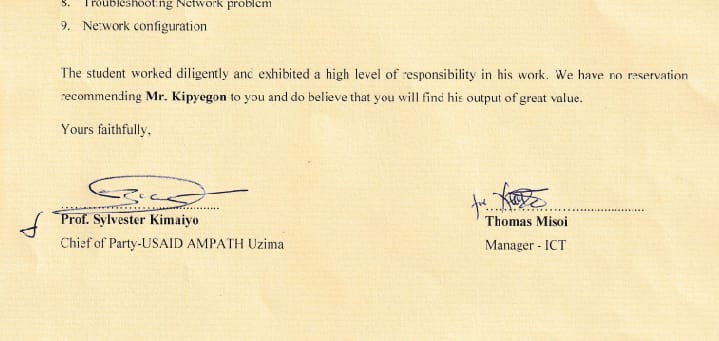 8. Troubleshooting Network problem
9. Network configuration
The student worked diligently and exhibited a high level of responsibility in his work. We have no reservation
recommending Mr. Kipyegon to you and do believe that you will find his output of great value.
Yours faithfully,
for
Prof. Sylvester Kimaiyo
Thomas Misoi
Chief of Party-USAID AMPATH Uzima
Manager - ICT